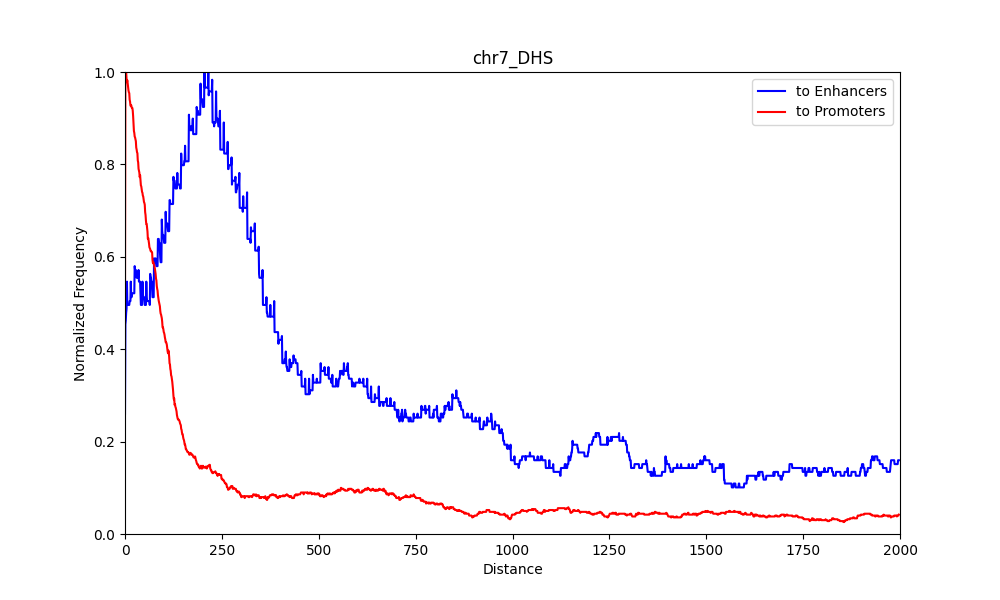 chr7_DHS
to Enhancers
to Promoters
Normalized Frequency
1.0
0.8
0.6
0.4
0.2
0.0
0 250 500 750 1000 1250 1500 1750 2000
Distance